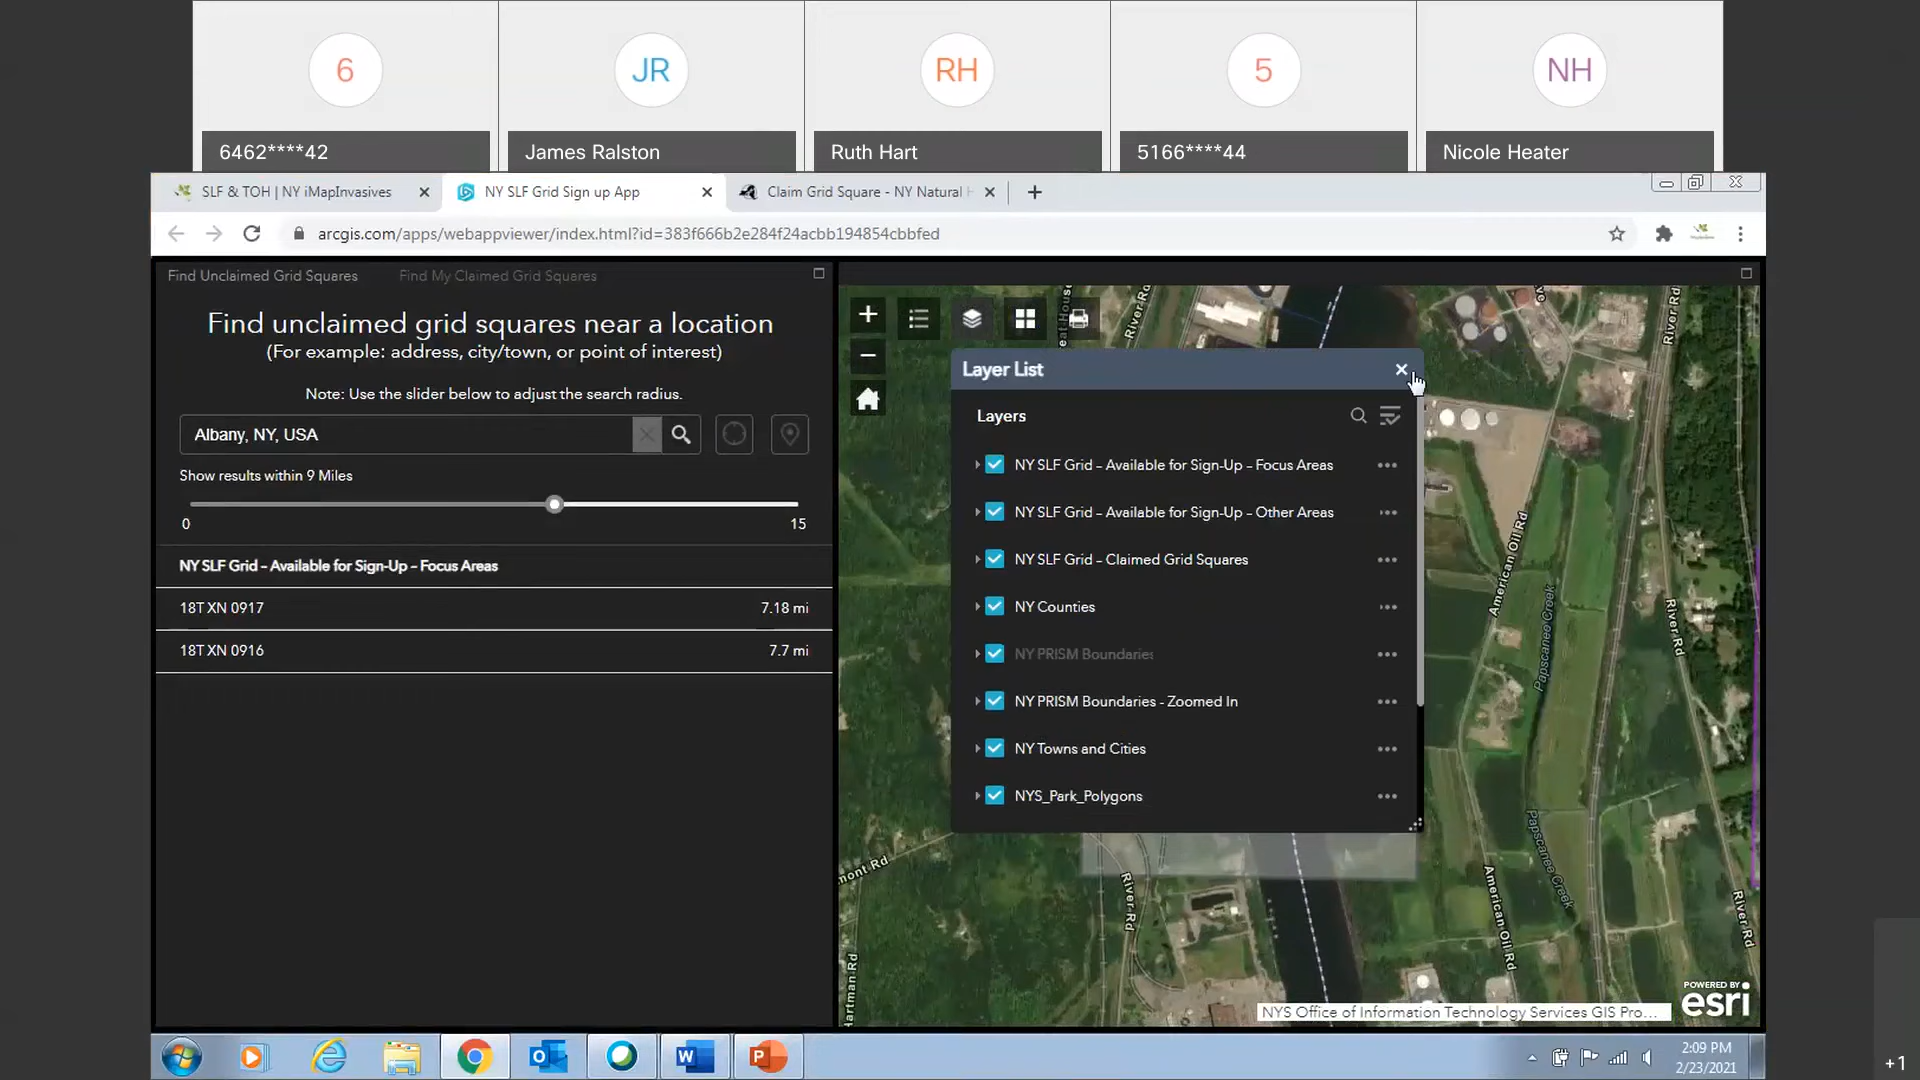 6
JR
RH
5
NH
6462****42
James Ralston
Ruth Hart
5166****44
Nicole Heater
SLF & TOH | NY iMapInvasives
NY SLF Grid Sign up App
Claim Grid Square - NY Natural H
arcgis.com/apps/webappviewer/index.html?id=383f666b2e284f24acbb194854cbbfed
Find Unclaimed Grid Squares
Find My Claimed Grid Squares
Find unclaimed grid squares near a location
(For example: address, city/town, or point of interest)
Note: Use the slider below to adjust the search radius.
Albany, NY, USA
Show results within 9 Miles
0
15
NY SLF Grid – Available for Sign-Up – Focus Areas
18T XN 0917
7.18 mi
18T XN 0916
7.7 mi
Layer List
Layers
NY SLF Grid – Available for Sign-Up – Focus Areas
NY SLF Grid – Available for Sign-Up – Other Areas
NY SLF Grid – Claimed Grid Squares
NY Counties
NY PRISM Boundaries
NY PRISM Boundaries - Zoomed In
NY Towns and Cities
NYS_Park_Polygons
River Rd
River Rd
American Oil Rd
Papscanee Creek
River Rd
mont Rd
River Rd
Hartman Rd
American Oil Rd
Papscanee Creek
River Rd
NYS Office of Information Technology Services GIS Pro...
POWERED BY
esri
2:09 PM
2/23/2021
+1